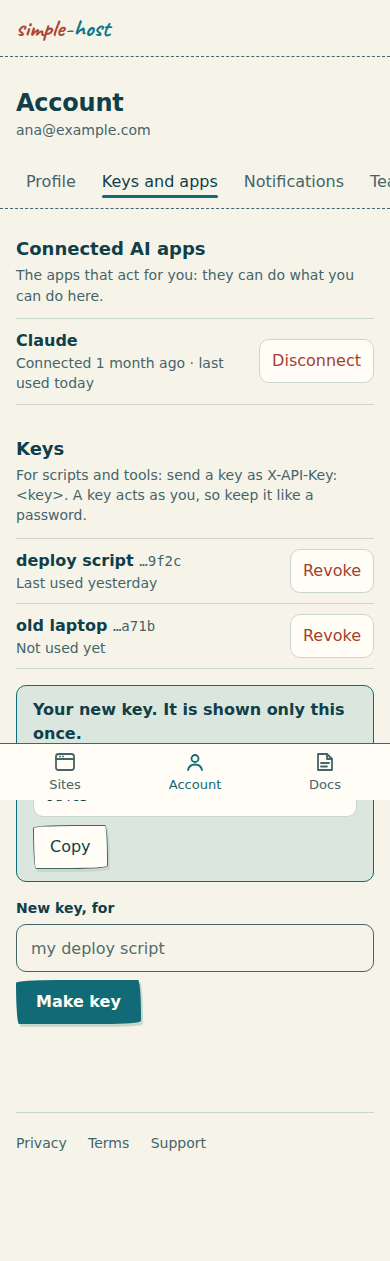 simple-host
Account
ana@example.com
Profile Keys and apps Notifications
Connected AI apps
The apps that act for you: they can do what you
can do here.
Claude
Connected 1 month ago · last
used today
Disconnect
Keys
For scripts and tools: send a key as X-API-Key:
<key>. A key acts as you, so keep it like a
password.
deploy script …9f2c
Last used yesterday
Revoke
old laptop …a71b
Not used yet
Revoke
Your new key. It is shown only this
once.
Sites Account Docs
Copy
New key, for
my deploy script
Make key
Privacy Terms Support